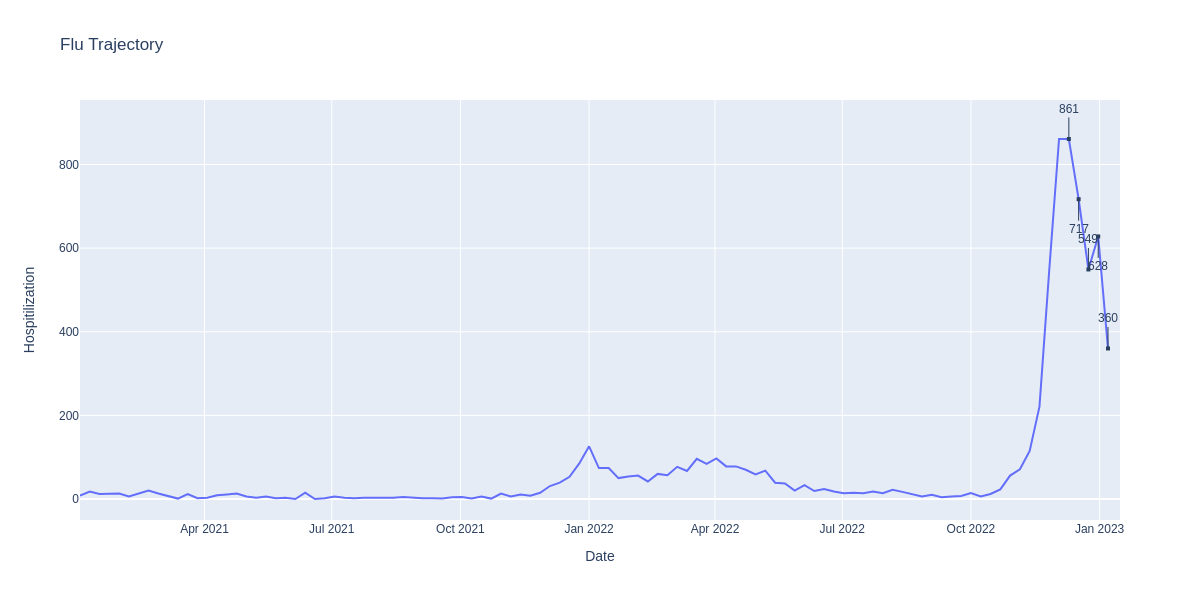 Flu Trajectory
861
800
717
549
600
628
360
400
200
0
Apr 2021
Jul 2021
Oct 2021
Jan 2022
Apr 2022
Jul 2022
Oct 2022
Jan 2023
Date
Hospitilization